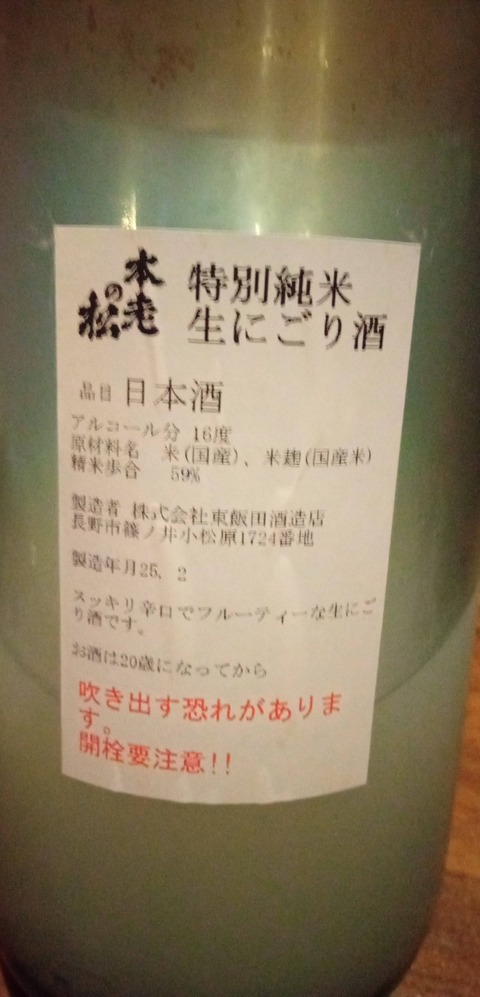 本老の松
特別純米
生にごり酒
品目 日本酒
アルコール分 16度
原材料名 米(国産)、米麹(国産米)
精米歩合 59%
製造者 株式会社東飯田酒造店
長野市篠ノ井小松原1724番地
製造年月25. 2
スッキリ辛口でフルーティーな生にご
り酒です。
お酒は20歳になってから
吹き出す恐れがありま
す。
開栓要注意!!